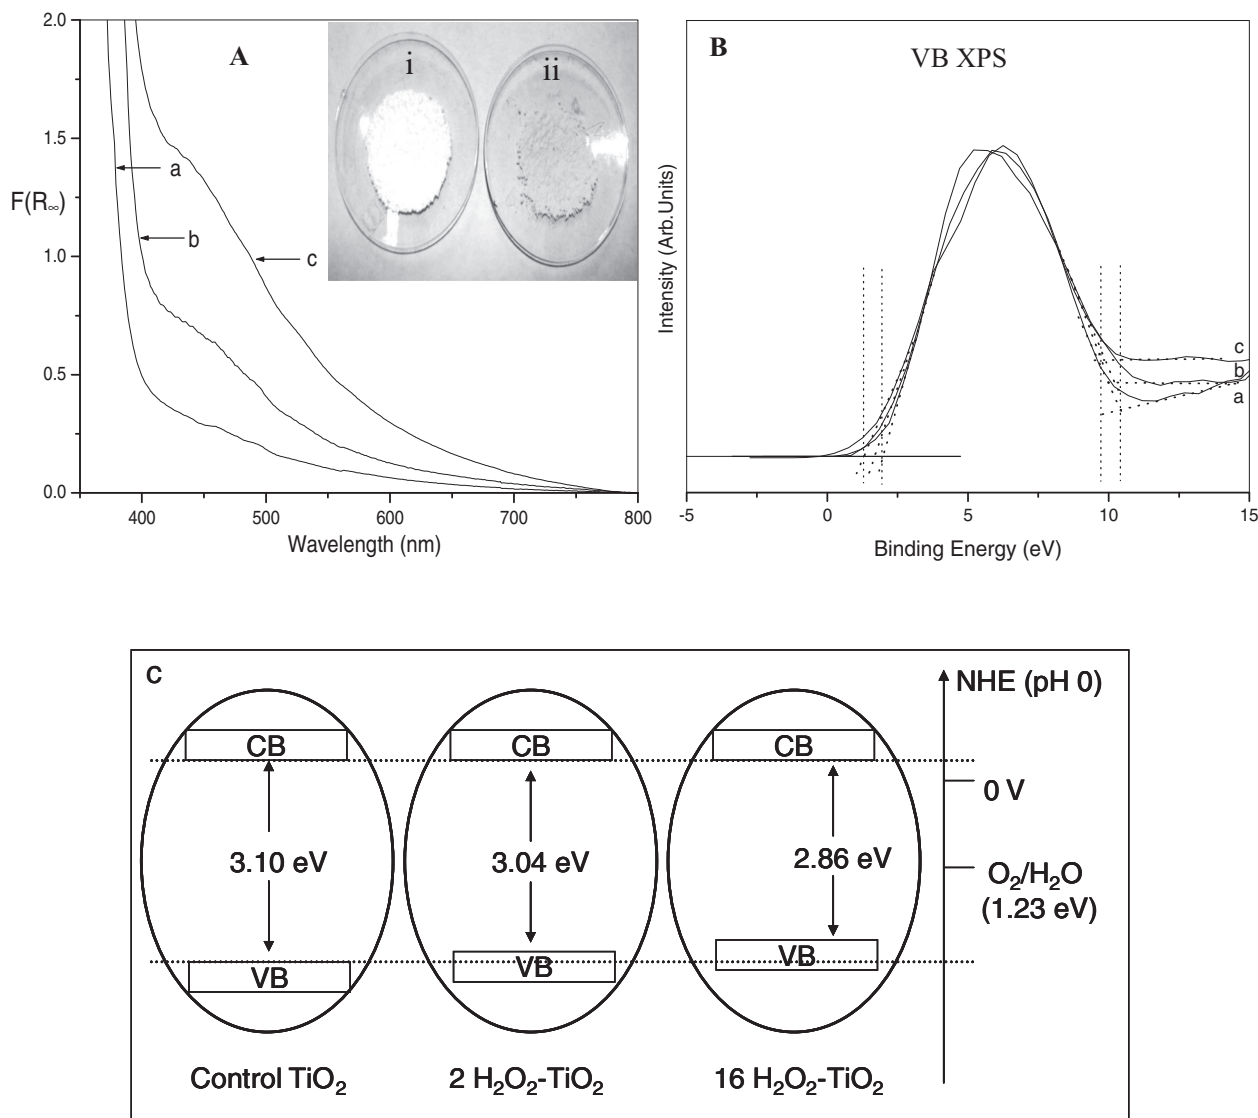 A
i
ii
2.0
1.5
1.0
0.5
0.0
F(R∞)
a
b
c
400
500
600
700
800
Wavelength (nm)
B
VB XPS
Intensity (Arb.Units)
c
b
a
-5
0
5
10
15
Binding Energy (eV)
C
CB
CB
CB
NHE (pH 0)
0 V
3.10 eV
3.04 eV
2.86 eV
O₂/H₂O
(1.23 eV)
VB
VB
VB
Control TiO₂
2 H₂O₂-TiO₂
16 H₂O₂-TiO₂